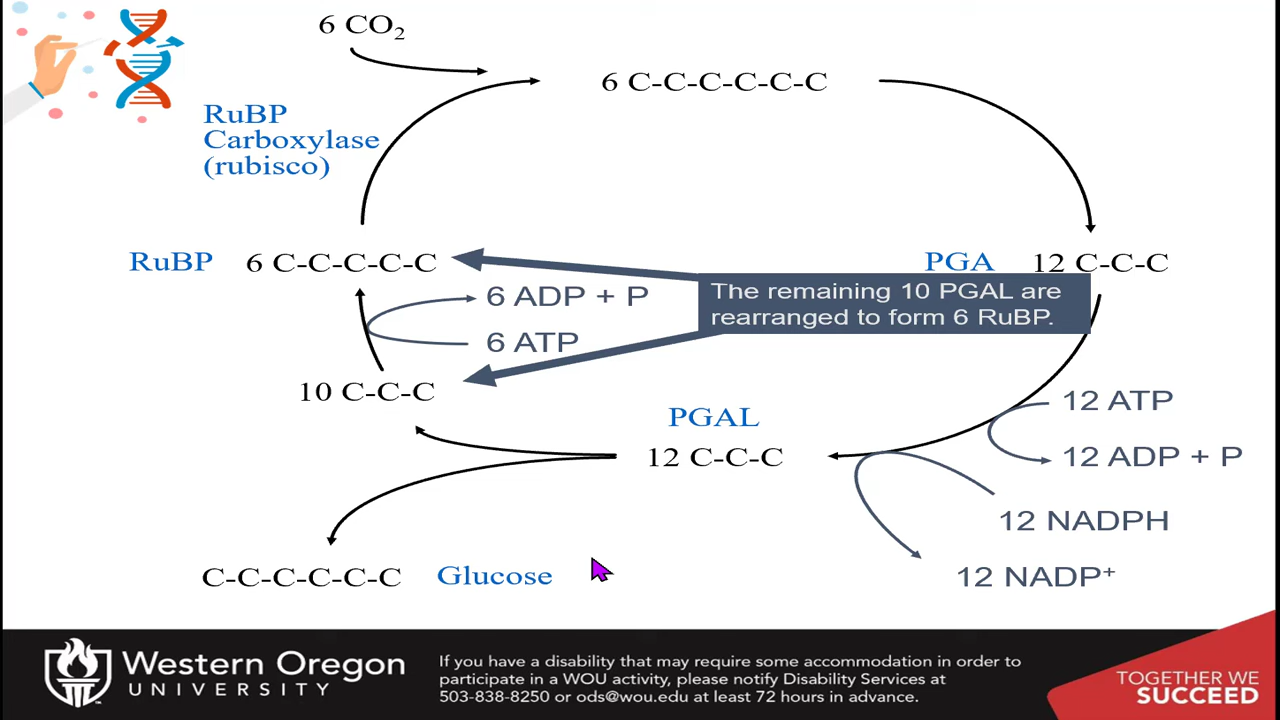 6 CO₂
6 C-C-C-C-C-C
RuBP
Carboxylase
(rubisco)
RuBP 6 C-C-C-C-C
PGA 12 C-C-C
The remaining 10 PGAL are
rearranged to form 6 RuBP.
6 ADP + P
6 ATP
10 C-C-C
12 ATP
PGAL
12 C-C-C
12 ADP + P
12 NADPH
12 NADP⁺
C-C-C-C-C-C Glucose
Western Oregon
UNIVERSITY
If you have a disability that may require some accommodation in order to
participate in a WOU activity, please notify Disability Services at
503-838-8250 or ods@wou.edu at least 72 hours in advance.
TOGETHER WE
SUCCEED